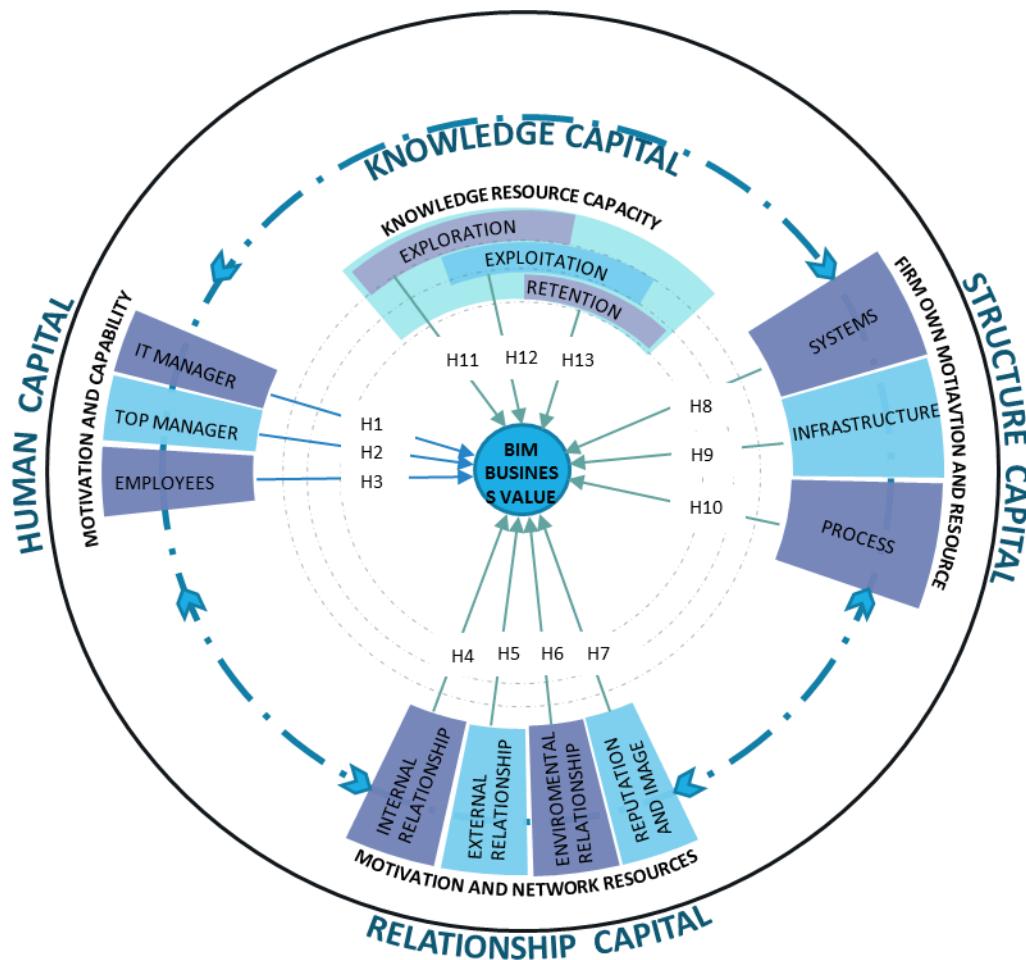 KNOWLEDGE CAPITAL
KNOWLEDGE RESOURCE CAPACITY
EXPLORATION
EXPLOITATION
RETENTION
H11
H12
H13
HUMAN CAPITAL
MOTIVATION AND CAPABILITY
IT MANAGER
TOP MANAGER
EMPLOYEES
H1
H2
H3
BIM
BUSINES
S VALUE
H8
H9
H10
SYSTEMS
INFRASTRUCTURE
PROCESS
FIRM OWN MOTIAVTION AND RESOURCE
STRUCTURE CAPITAL
H4
H5
H6
H7
INTERNAL
RELATIONSHIP
EXTERNAL
RELATIONSHIP
ENVIROMENTAL
RELATIONSHIP
REPUTATION
AND IMAGE
MOTIVATION AND NETWORK RESOURCES
RELATIONSHIP CAPITAL